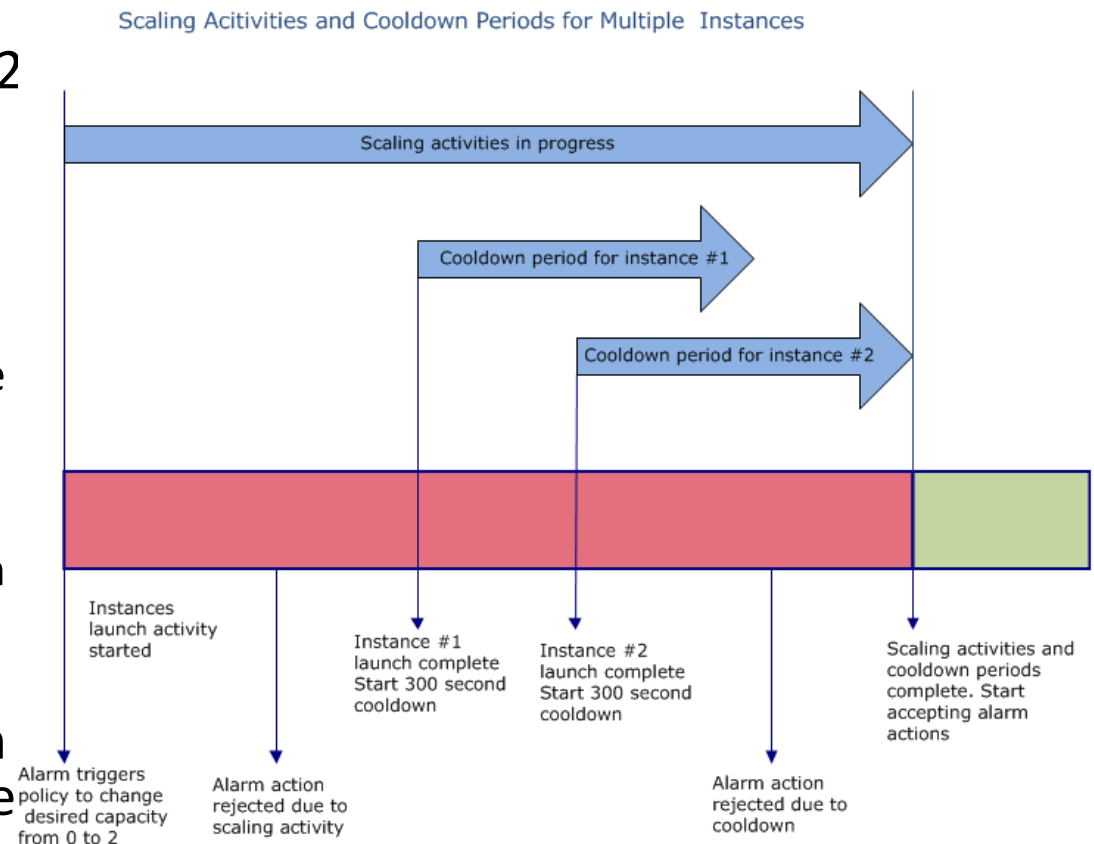 Scaling Acitivities and Cooldown Periods for Multiple Instances
2
Scaling activities in progress
Cooldown period for instance #1
Cooldown period for instance #2
e
n
n
e
Instances
launch activity
started
Instance #1
launch complete
Start 300 second
cooldown
Instance #2
launch complete
Start 300 second
cooldown
Scaling activities and
cooldown periods
complete. Start
accepting alarm
actions
Alarm triggers
policy to change
desired capacity
from 0 to 2
Alarm action
rejected due to
scaling activity
Alarm action
rejected due to
cooldown